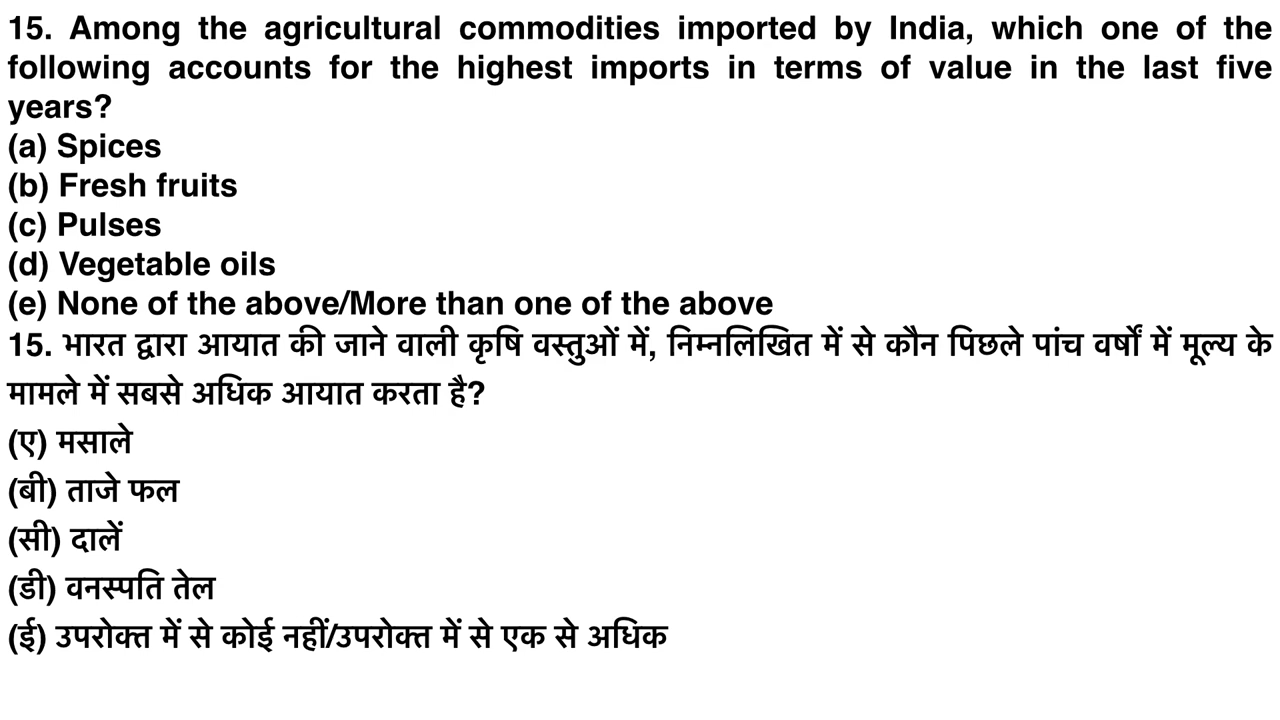 15. Among the agricultural commodities imported by India, which one of the
following accounts for the highest imports in terms of value in the last five
years?
(a) Spices
(b) Fresh fruits
(c) Pulses
(d) Vegetable oils
(e) None of the above/More than one of the above
15. भारत द्वारा आयात की जाने वाली कृषि वस्तुओं में, निम्नलिखित में से कौन पिछले पांच वर्षों में मूल्य के
मामले में सबसे अधिक आयात करता है?
(ए) मसाले
(बी) ताजे फल
(सी) दालें
(डी) वनस्पति तेल
(ई) उपरोक्त में से कोई नहीं/उपरोक्त में से एक से अधिक